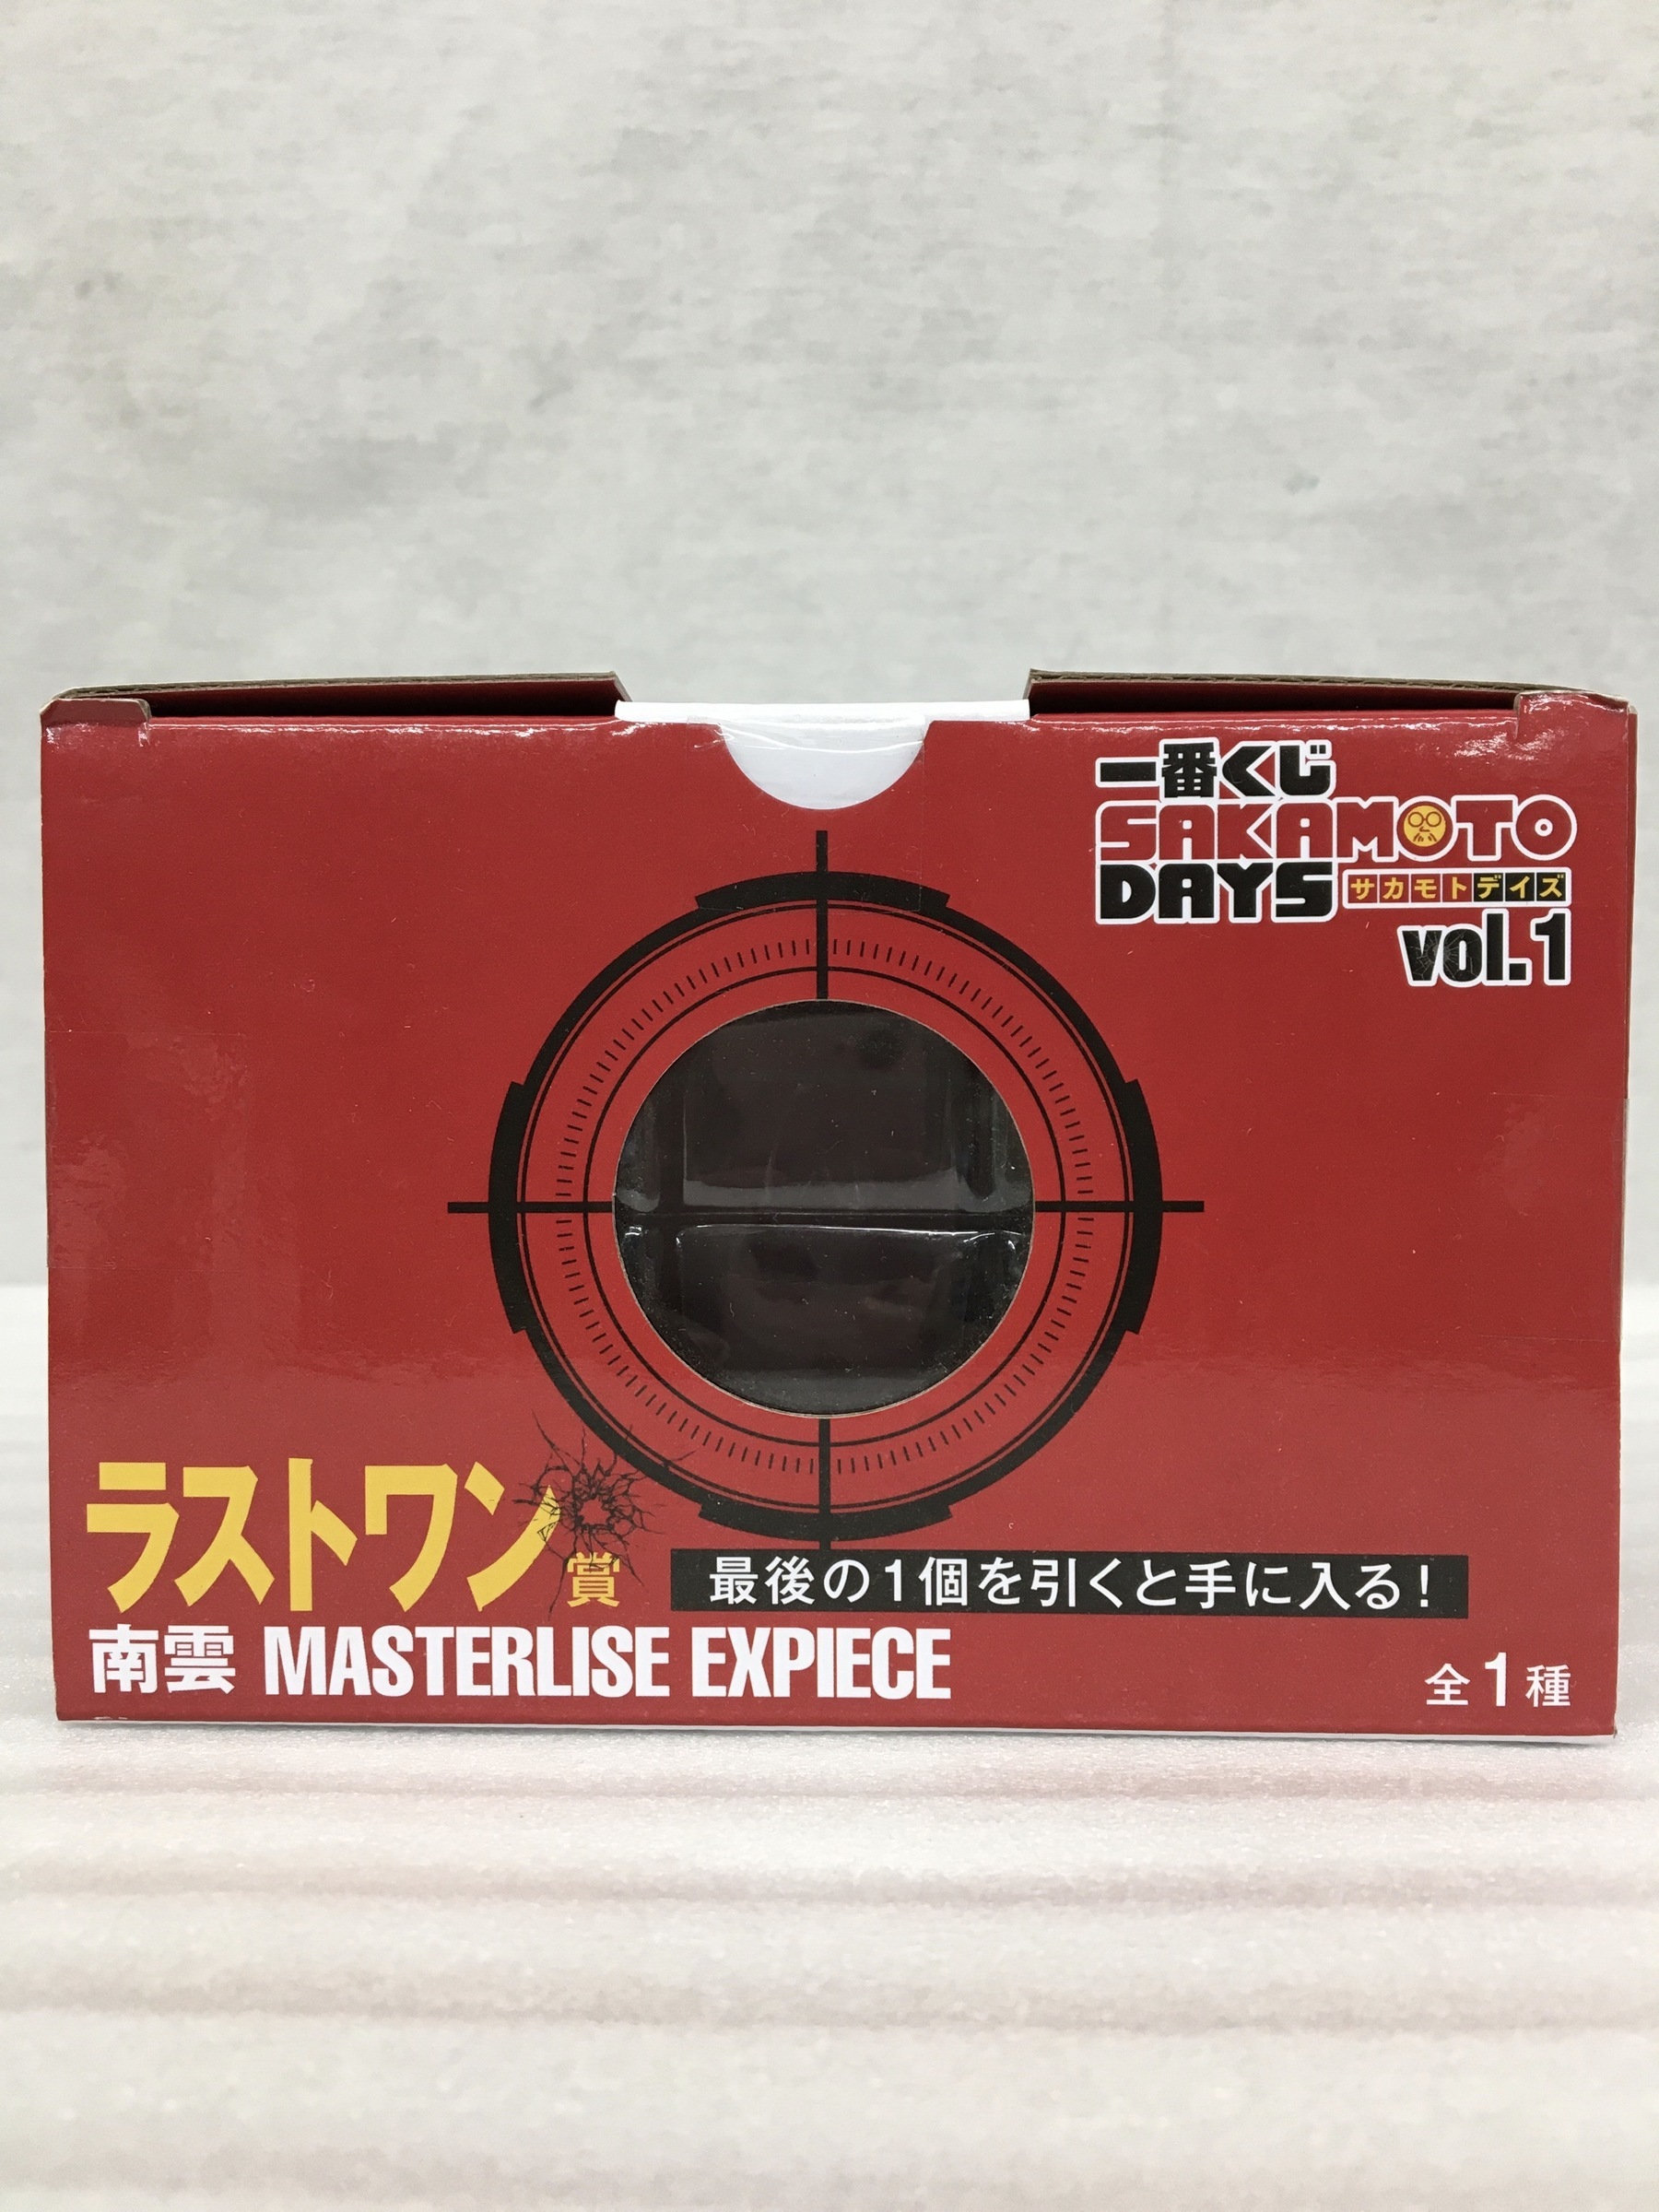 一番くじ
SAKAMOTO
DAYS サカモトデイズ
vol.1
ラストワン賞 最後の1個を引くと手に入る!
南雲 MASTERLISE EXPIECE
全1種